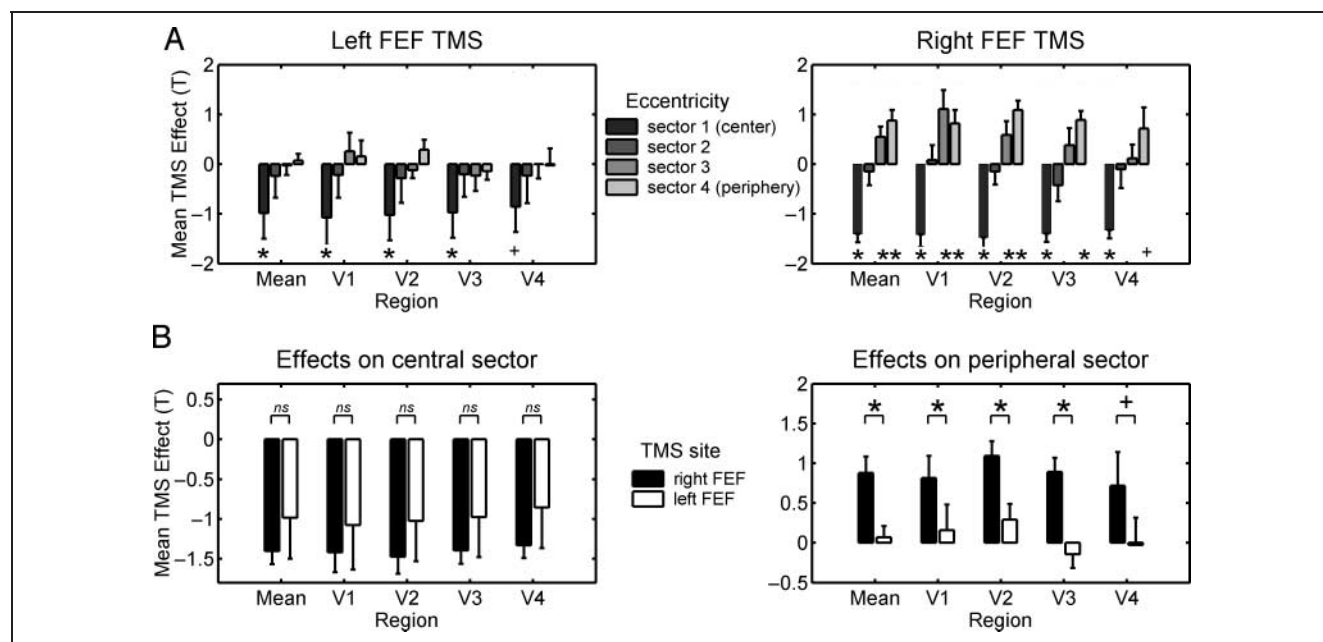 A
Left FEF TMS
Right FEF TMS
Mean TMS Effect (T)
2
1
0
–1
–2
* * * * +
Mean V1 V2 V3 V4
Region
Eccentricity
sector 1 (center)
sector 2
sector 3
sector 4 (periphery)
2
1
0
–1
–2
* ** * ** * ** * * * +
Mean V1 V2 V3 V4
Region
B
Effects on central sector
Effects on peripheral sector
Mean TMS Effect (T)
0.5
0
–0.5
–1
–1.5
ns ns ns ns ns
Mean V1 V2 V3 V4
Region
TMS site
right FEF
left FEF
2
1.5
1
0.5
0
–0.5
* * * * +
Mean V1 V2 V3 V4
Region